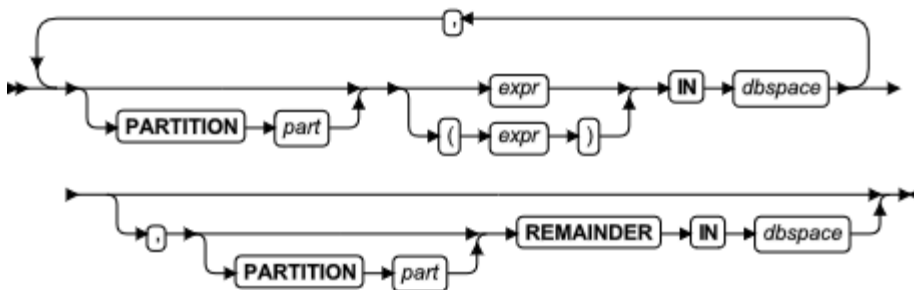 ,
expr IN dbspace
PARTITION part ( expr )
, REMAINDER IN dbspace
PARTITION part